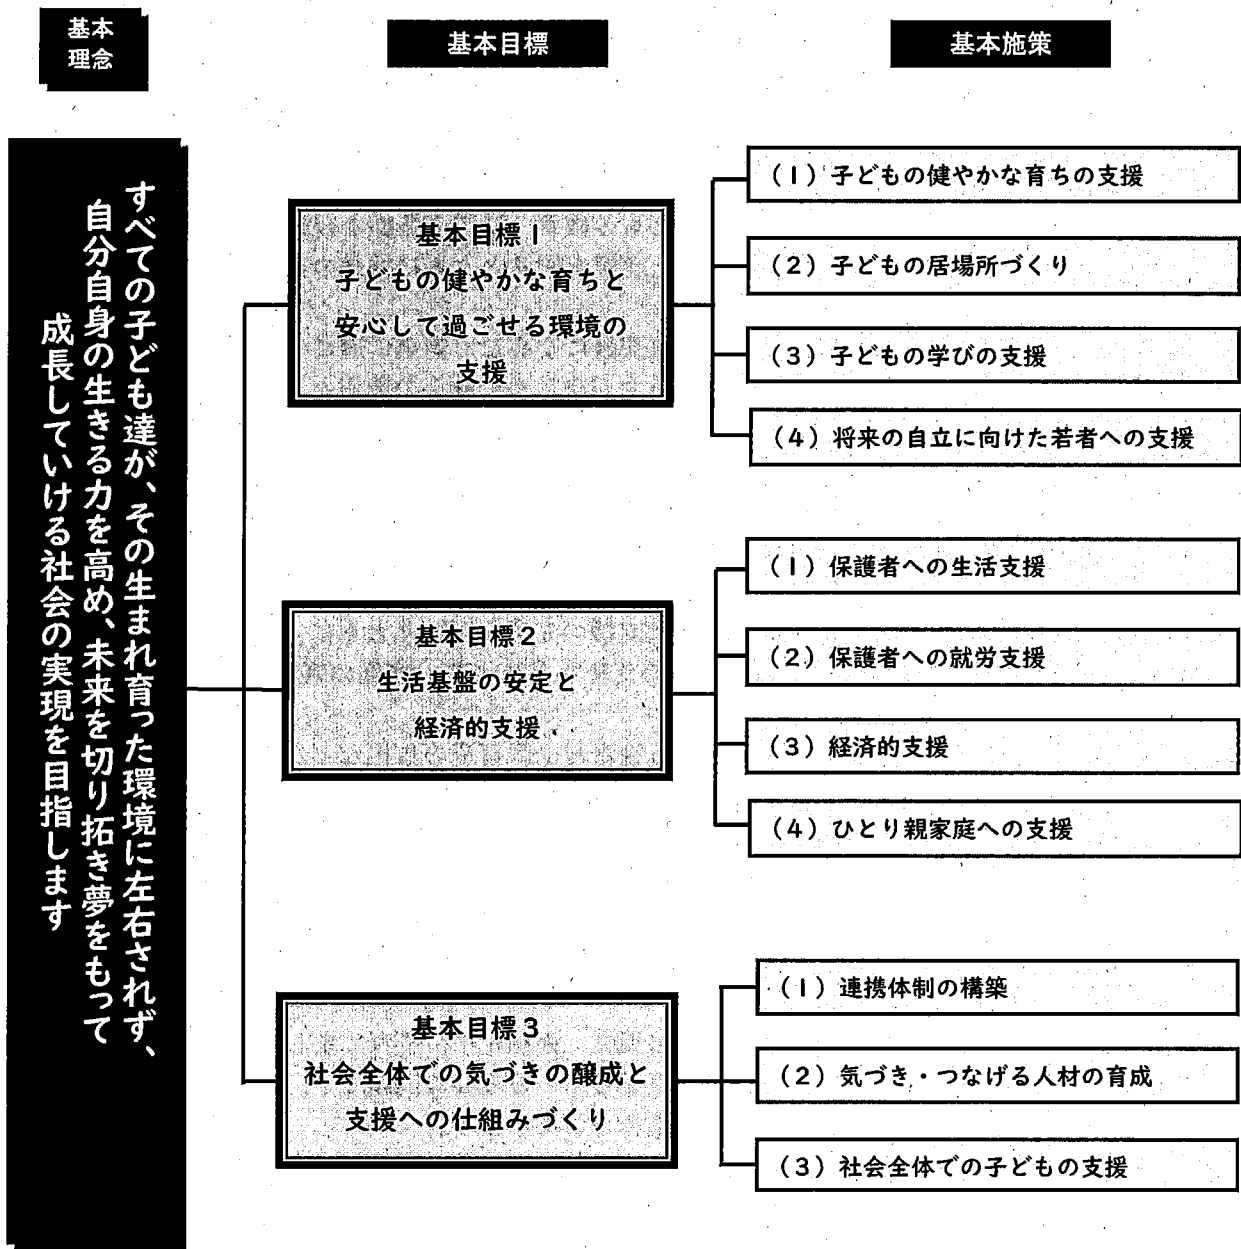 基本
理念
基本目標
基本施策
すべての子ども達が、その生まれ育った環境に左右されず、
自分自身の生きる力を高め、未来を切り拓き夢をもって
成長していける社会の実現を目指します
基本目標1
子どもの健やかな育ちと
安心して過ごせる環境の
支援
(1)子どもの健やかな育ちの支援
(2)子どもの居場所づくり
(3)子どもの学びの支援
(4)将来の自立に向けた若者への支援
基本目標2
生活基盤の安定と
経済的支援
(1)保護者への生活支援
(2)保護者への就労支援
(3)経済的支援
(4)ひとり親家庭への支援
基本目標3
社会全体での気づきの醸成と
支援への仕組みづくり
(1)連携体制の構築
(2)気づき・つなげる人材の育成
(3)社会全体での子どもの支援